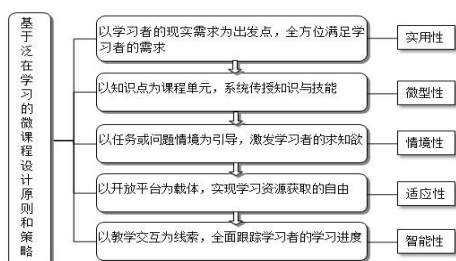 基于泛在学习的微课程设计原则和策略
以学习者的现实需求为出发点，全方位满足学
习者的需求
实用性
以知识点为课程单元，系统传授知识与技能
微型性
以任务或问题情境为引导，激发学习者的求知欲
情境性
以开放平台为载体，实现学习资源获取的自由
适应性
以教学交互为线索，全面跟踪学习者的学习进度
智能性